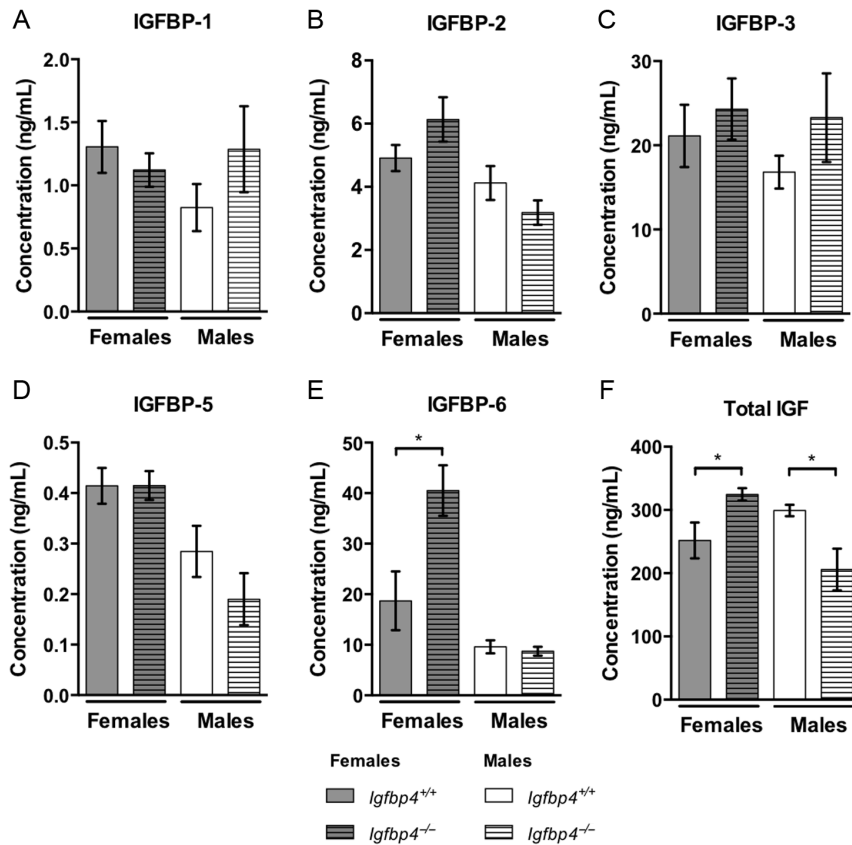 A
IGFBP-1
Concentration (ng/mL)
2.0
1.5
1.0
0.5
0.0
Females Males
B
IGFBP-2
Concentration (ng/mL)
8
6
4
2
0
Females Males
C
IGFBP-3
Concentration (ng/mL)
30
20
10
0
Females Males
D
IGFBP-5
Concentration (ng/mL)
0.5
0.4
0.3
0.2
0.1
0.0
Females Males
E
IGFBP-6
Concentration (ng/mL)
50
40
30
20
10
0
*
Females Males
F
Total IGF
Concentration (ng/mL)
400
300
200
100
0
* *
Females Males
Females Males
Igfbp4+/+ Igfbp4+/+
Igfbp4−/− Igfbp4−/−